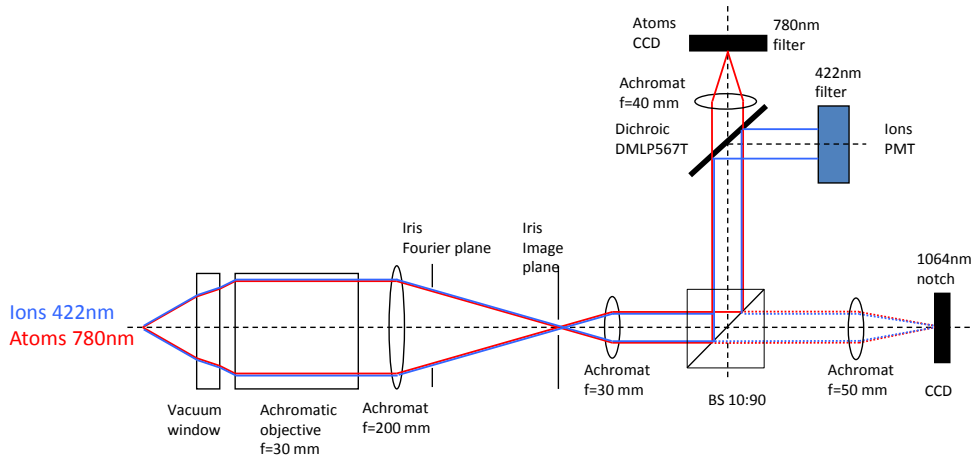 Atoms
CCD
780nm
filter
Achromat
f=40 mm
422nm
filter
Dichroic
DMLP567T
Ions
PMT
Iris
Fourier plane
Iris
Image
plane
1064nm
notch
Ions 422nm
Atoms 780nm
Vacuum
window
Achromatic
objective
f=30 mm
Achromat
f=200 mm
Achromat
f=30 mm
BS 10:90
Achromat
f=50 mm
CCD